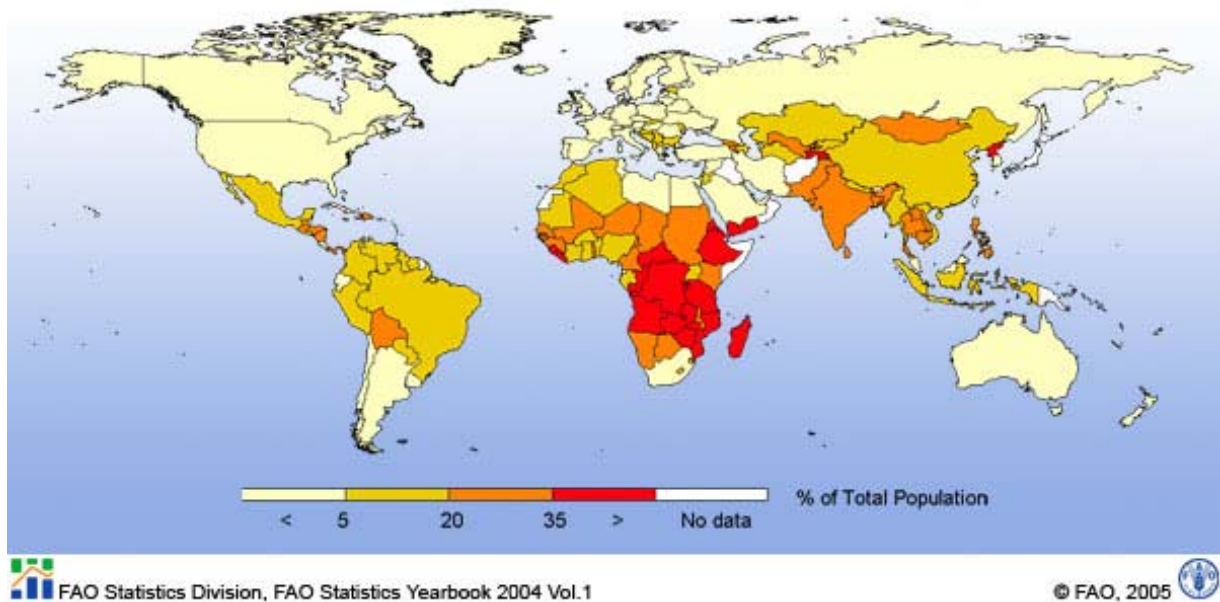 % of Total Population
< 5 20 35 > No data
FAO Statistics Division, FAO Statistics Yearbook 2004 Vol.1
© FAO, 2005